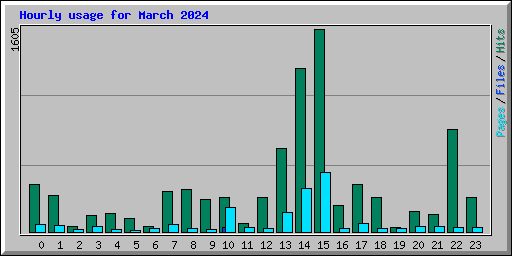 Hourly usage for March 2024
1605
Pages/Files/Hits
0 1 2 3 4 5 6 7 8 9 10 11 12 13 14 15 16 17 18 19 20 21 22 23